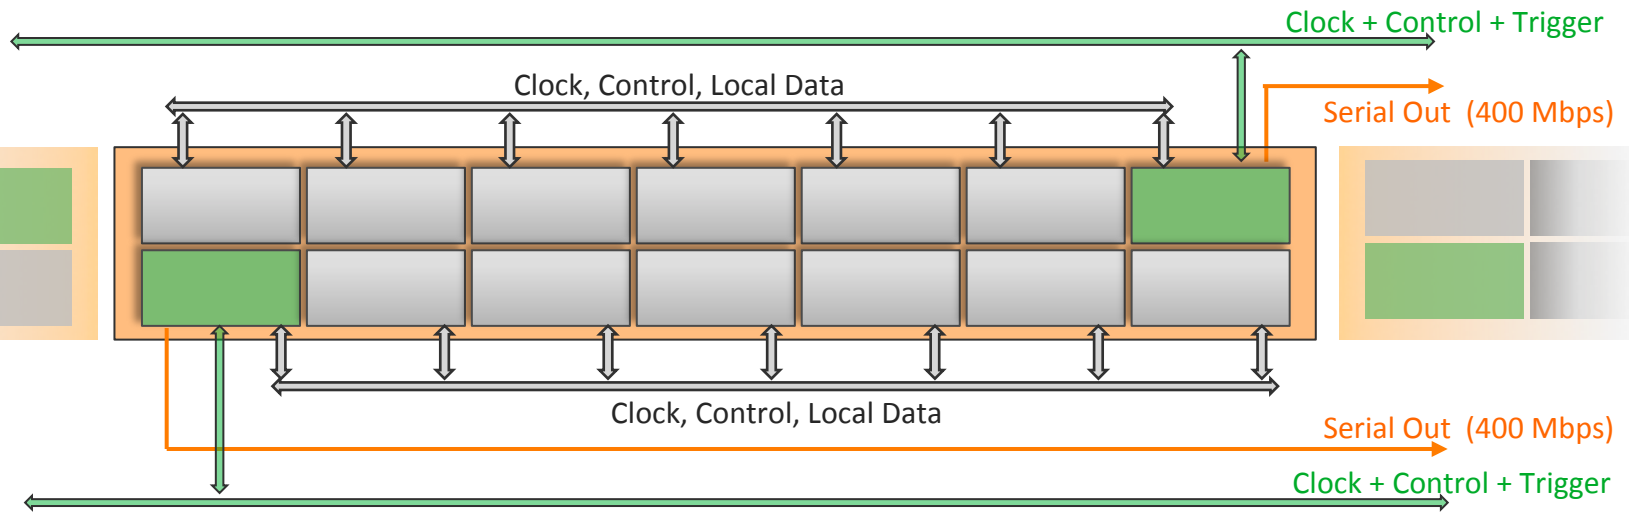 Clock + Control + Trigger
Clock, Control, Local Data
Serial Out (400 Mbps)
Clock, Control, Local Data
Serial Out (400 Mbps)
Clock + Control + Trigger